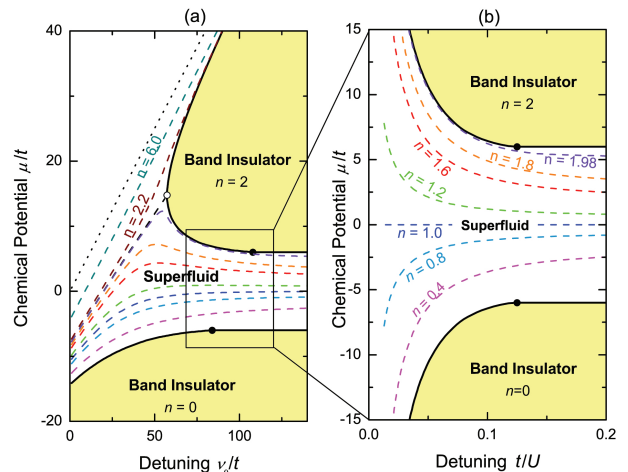 (a)
(b)
Chemical Potential μ/t
40
20
0
-20
0
50
100
Detuning ν₀/t
n = 6.0
n = 2.2
Band Insulator
n = 2
Superfluid
Band Insulator
n = 0
Chemical Potential μ/t
15
10
5
0
-5
-10
-15
0.0
0.1
0.2
Detuning t/U
Band Insulator
n = 2
n = 1.98
n = 1.8
n = 1.6
n = 1.2
n = 1.0
Superfluid
n = 0.8
n = 0.4
Band Insulator
n=0